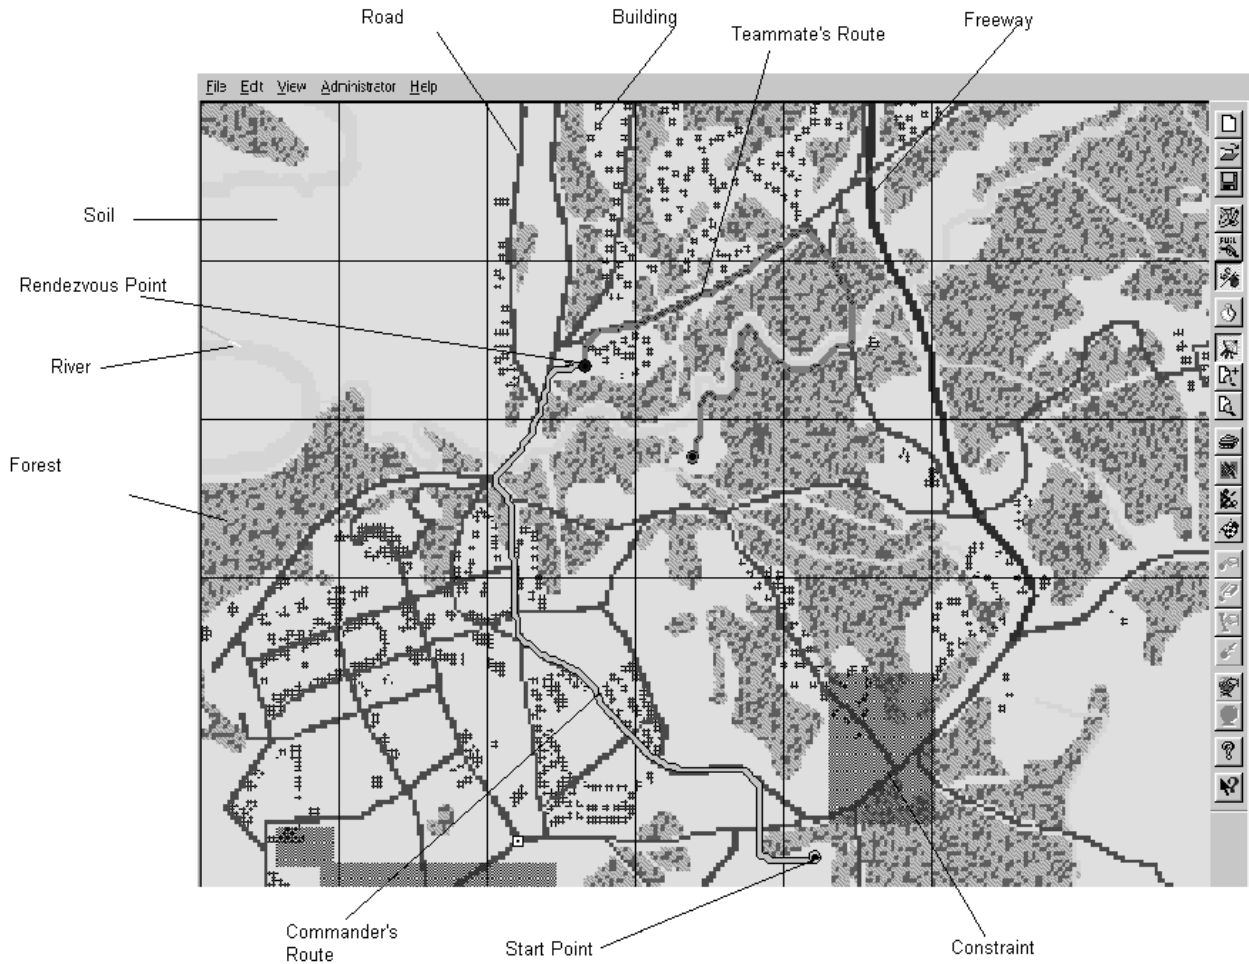 Road
Building
Teammate's Route
Freeway
File Edit View Administrator Help
Soil
FUEL
Rendezvous Point
River
Forest
Commander's
Route
Start Point
Constraint